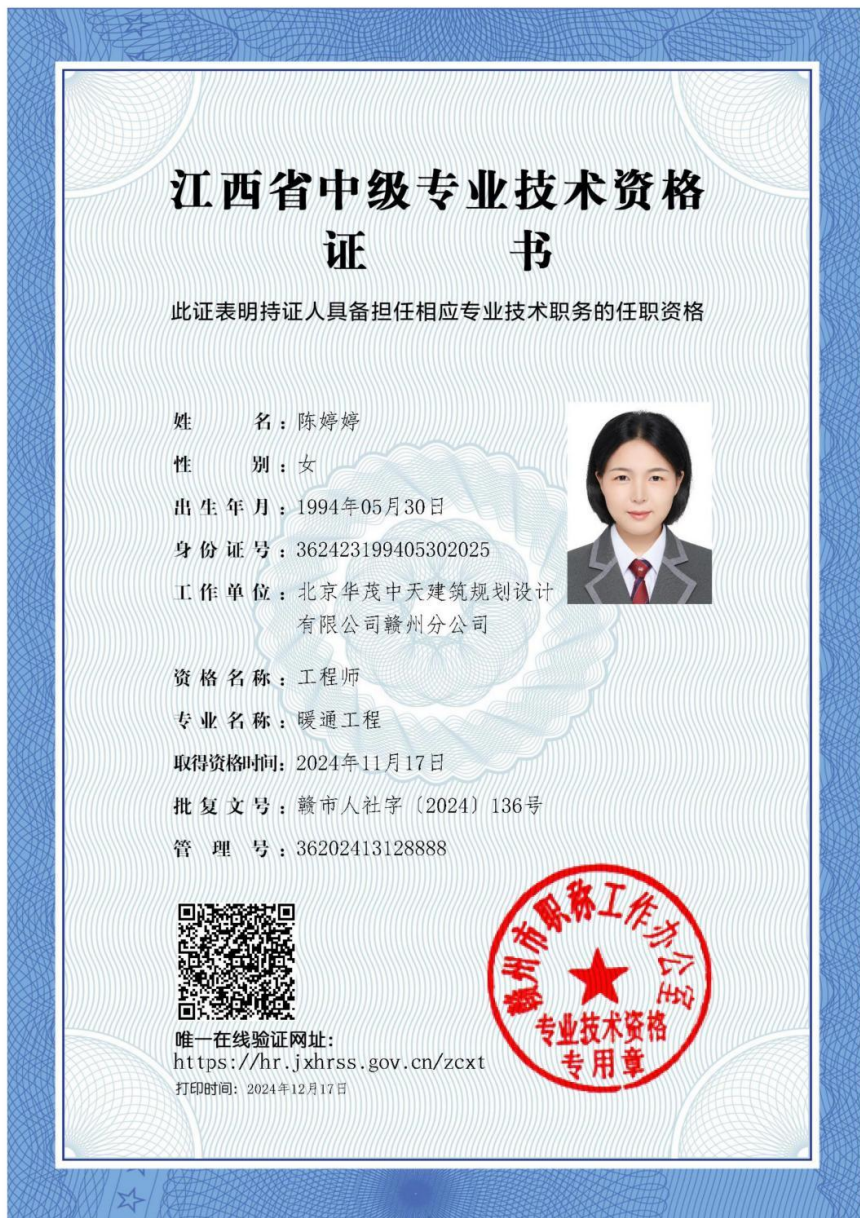 江西省中级专业技术资格
证 书
此证表明持证人具备担任相应专业技术职务的任职资格
姓 名：陈婷婷
性 别：女
出生年月：1994年05月30日
身份证号：362423199405302025
工作单位：北京华茂中天建筑规划设计
有限公司赣州分公司
资格名称：工程师
专业名称：暖通工程
取得资格时间：2024年11月17日
批复文号：赣市人社字〔2024〕136号
管 理 号：36202413128888
赣州市职称工作办公室
专业技术资格
专用章
唯一在线验证网址：
https://hr.jxhrss.gov.cn/zcxt
打印时间：2024年12月17日